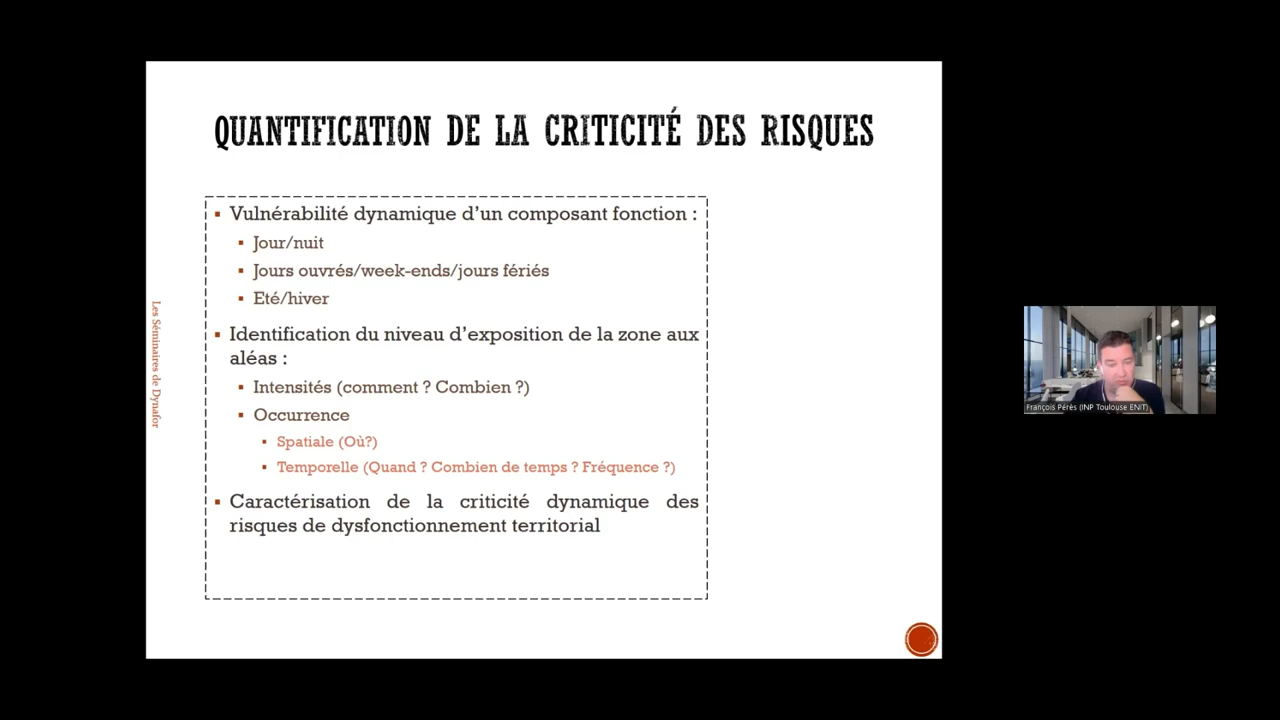 QUANTIFICATION DE LA CRITICITÉ DES RISQUES
▪ Vulnérabilité dynamique d'un composant fonction :
▪ Jour/nuit
▪ Jours ouvrés/week-ends/jours fériés
▪ Eté/hiver
▪ Identification du niveau d'exposition de la zone aux
aléas :
▪ Intensités (comment ? Combien ?)
▪ Occurrence
▪ Spatiale (Où?)
▪ Temporelle (Quand ? Combien de temps ? Fréquence ?)
▪ Caractérisation de la criticité dynamique des
risques de dysfonctionnement territorial
Les Séminaires de Dynafor
François Pérès (INP Toulouse ENIT)